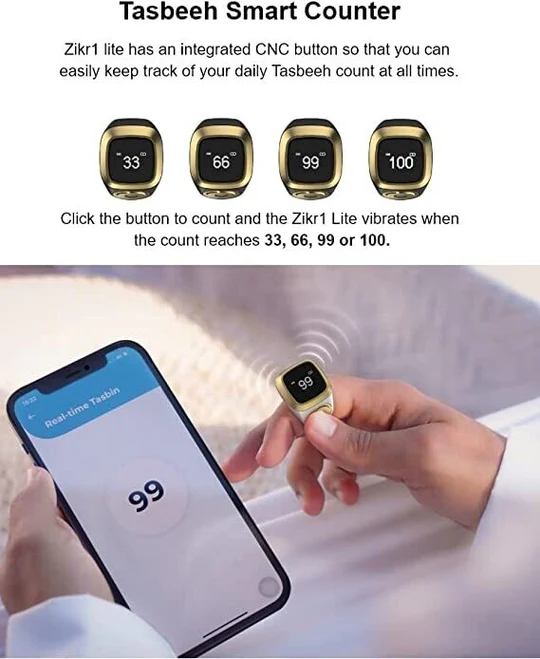 Tasbeeh Smart Counter
Zikr1 lite has an integrated CNC button so that you can
easily keep track of your daily Tasbeeh count at all times.
33 66 99 100
Click the button to count and the Zikr1 Lite vibrates when
the count reaches 33, 66, 99 or 100.
15:22
Real-time Tasbin
99
99